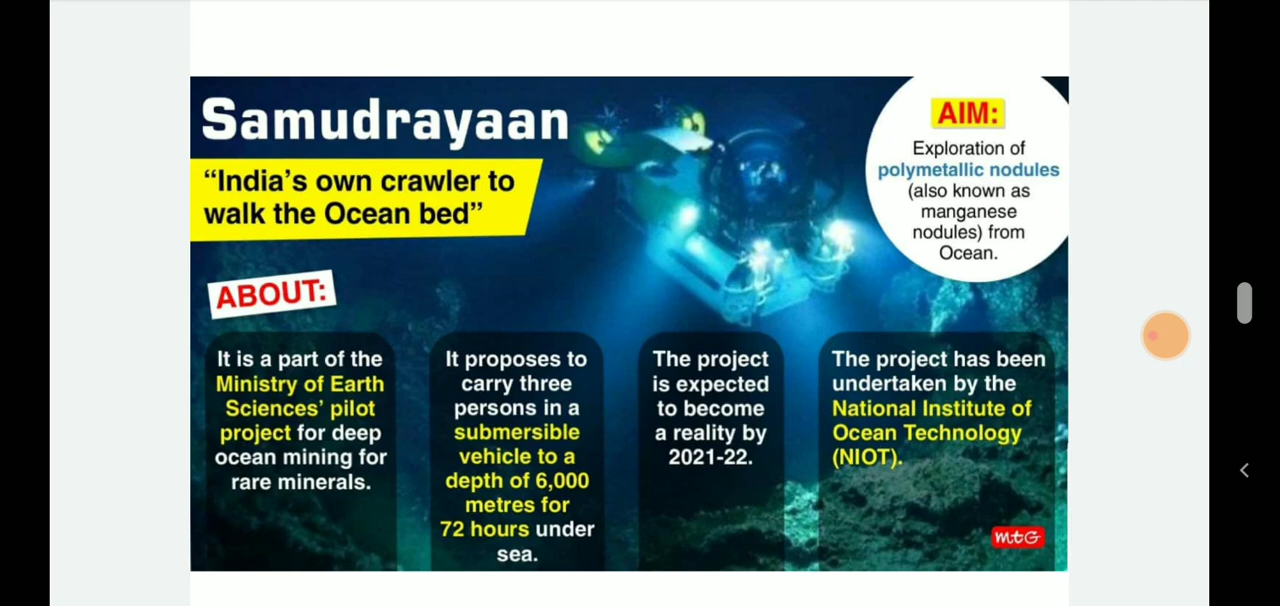 Samudrayaan
“India’s own crawler to
walk the Ocean bed”
AIM:
Exploration of
polymetallic nodules
(also known as
manganese
nodules) from
Ocean.
ABOUT:
It is a part of the
Ministry of Earth
Sciences’ pilot
project for deep
ocean mining for
rare minerals.
It proposes to
carry three
persons in a
submersible
vehicle to a
depth of 6,000
metres for
72 hours under
sea.
The project
is expected
to become
a reality by
2021-22.
The project has been
undertaken by the
National Institute of
Ocean Technology
(NIOT).
mtG